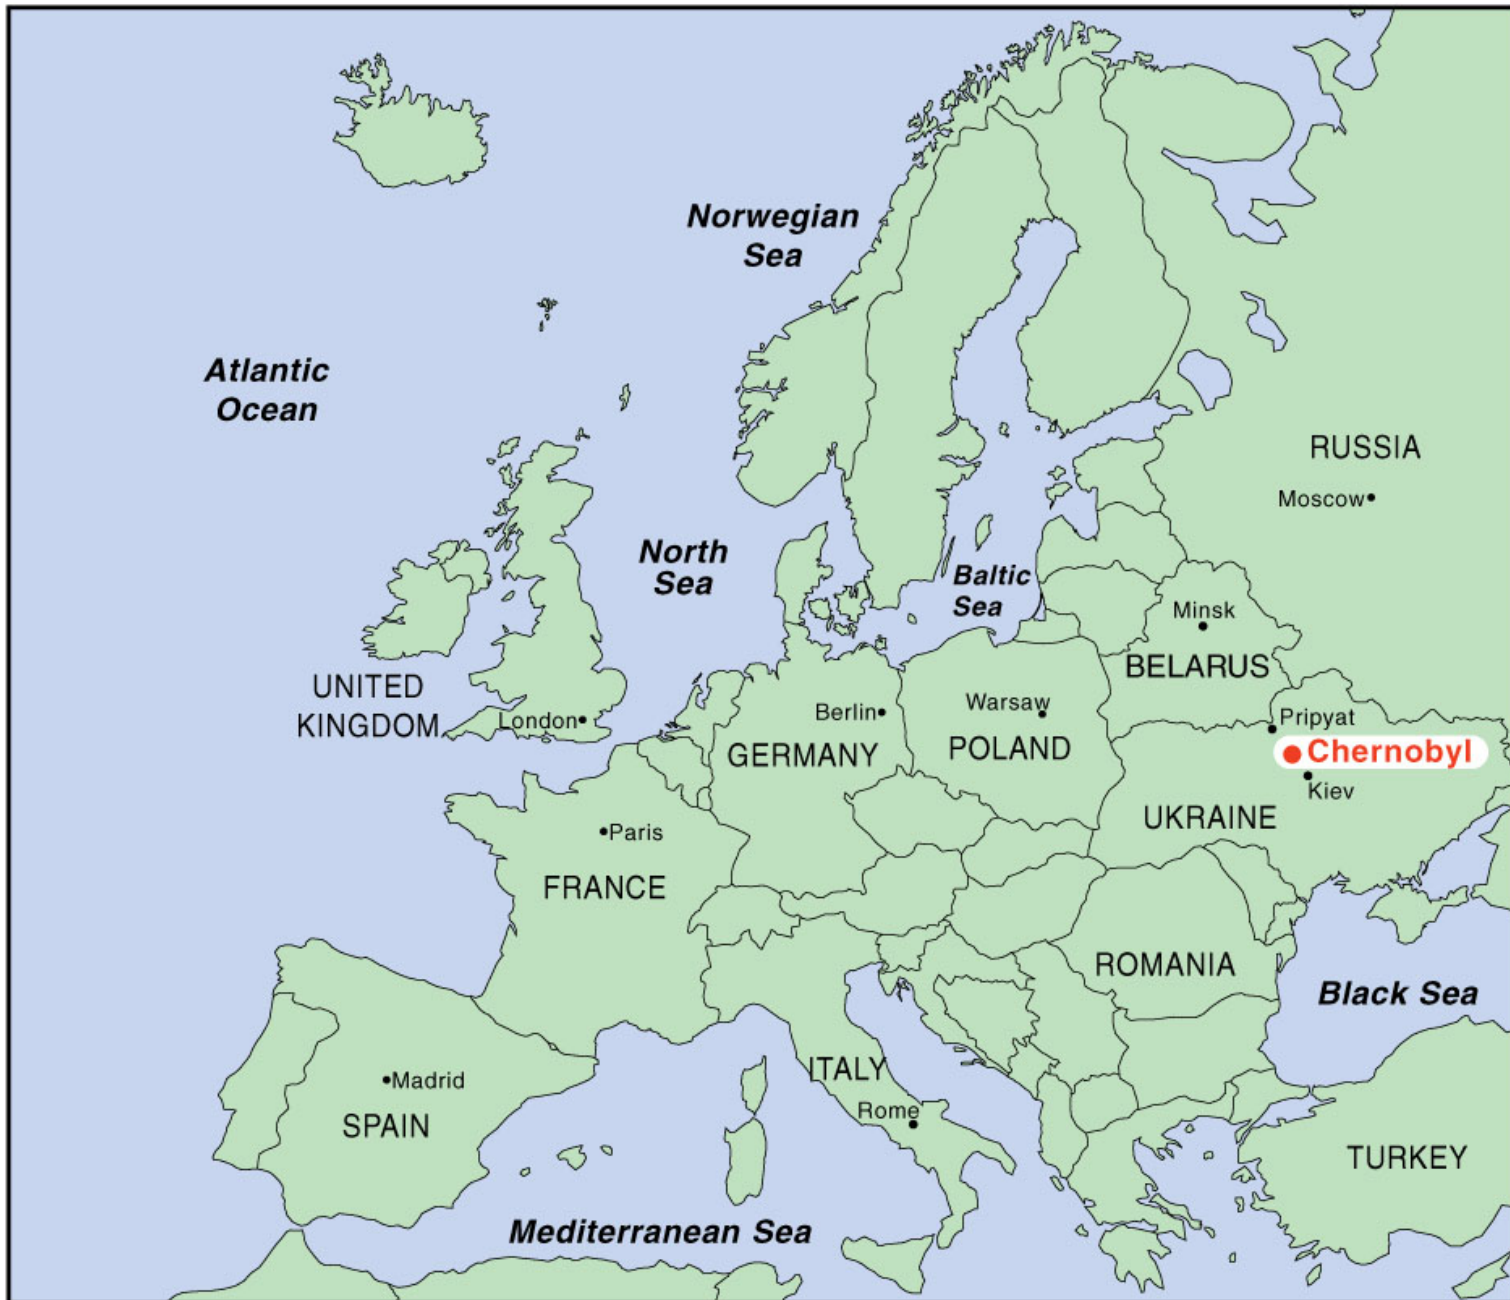 Norwegian
Sea
Atlantic
Ocean
RUSSIA
Moscow
North
Sea
Baltic
Sea
Minsk
BELARUS
UNITED
KINGDOM
London
Berlin
GERMANY
Warsaw
POLAND
Pripyat
Chernobyl
Kiev
UKRAINE
Paris
FRANCE
ROMANIA
Black Sea
ITALY
Rome
Madrid
SPAIN
TURKEY
Mediterranean Sea